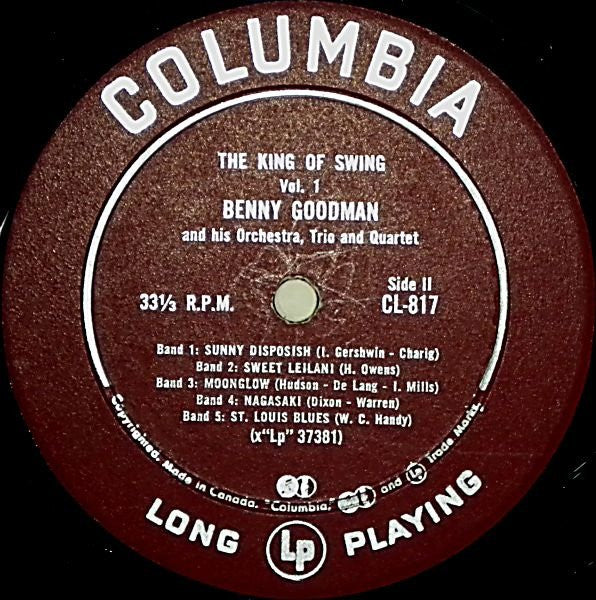 COLUMBIA
THE KING OF SWING
Vol. 1
BENNY GOODMAN
and his Orchestra, Trio and Quartet
33⅓ R.P.M.
Side II
CL-817
Band 1: SUNNY DISPOSISH (I. Gershwin - Charig)
Band 2: SWEET LEILANI (H. Owens)
Band 3: MOONGLOW (Hudson - De Lang - I. Mills)
Band 4: NAGASAKI (Dixon - Warren)
Band 5: ST. LOUIS BLUES (W. C. Handy)
(x"Lp" 37381)
Copyrighted. Made in Canada. "Columbia," and Lp Trade Marks.
LONG Lp PLAYING